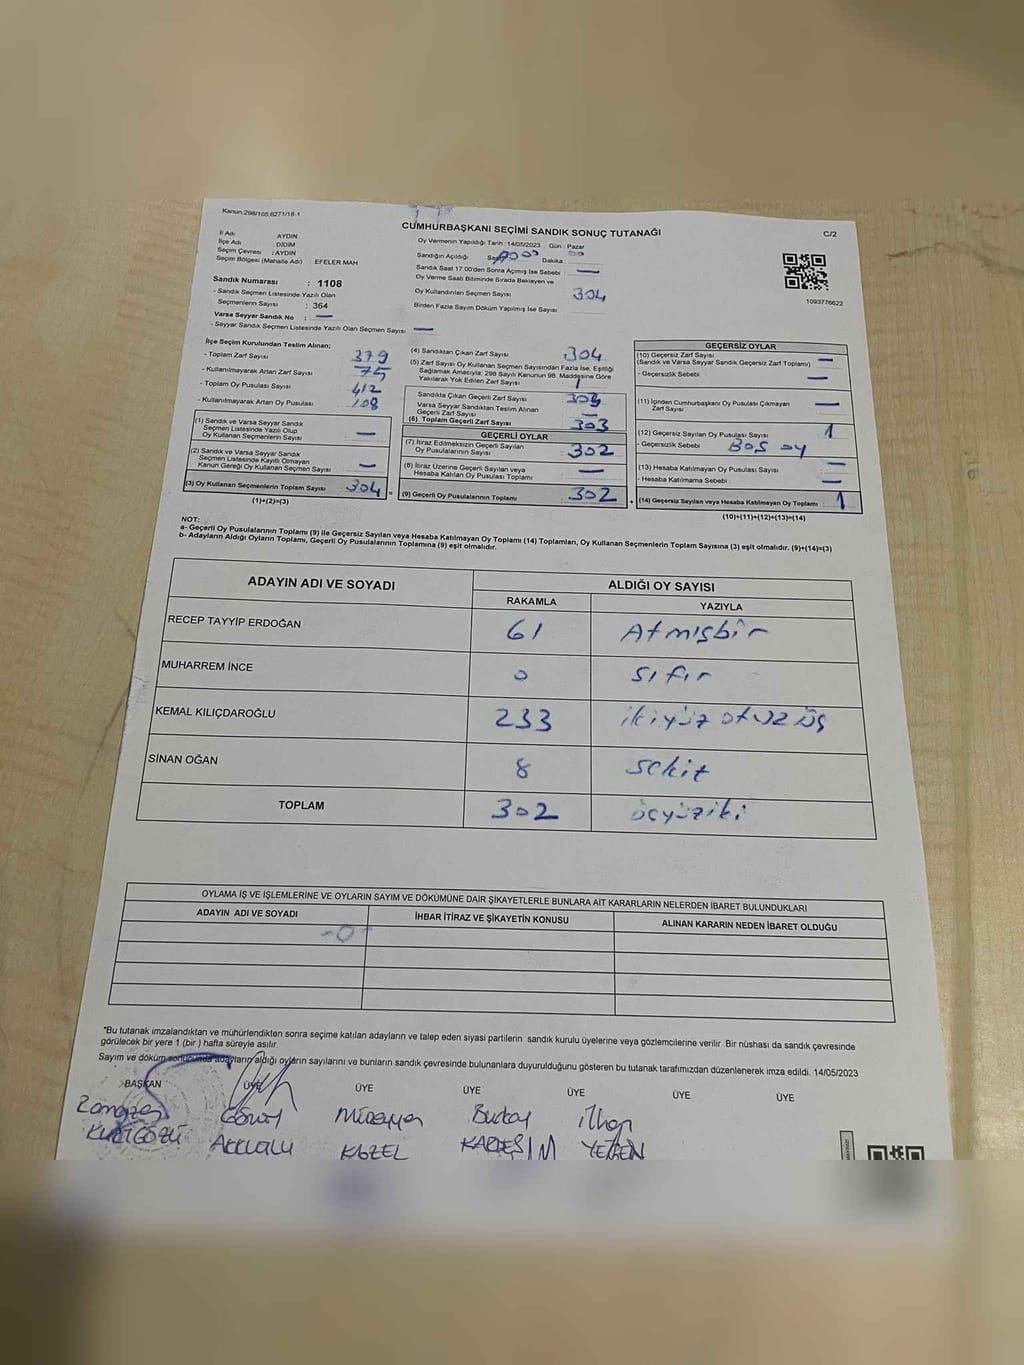 Kanun:298/105,6271/18-1
CUMHURBAŞKANI SEÇİMİ SANDIK SONUÇ TUTANAĞI
C/2
İl Adı AYDIN
İlçe Adı DİDİM
Seçim Çevresi : AYDIN
Seçim Bölgesi (Mahalle Adı) : EFELER MAH.
Sandık Numarası : 1108
- Sandık Seçmen Listesinde Yazılı Olan
Seçmenlerin Sayısı : 364
Varsa Seyyar Sandık No : —
- Seyyar Sandık Seçmen Listesinde Yazılı Olan Seçmen Sayısı —
Oy Vermenin Yapıldığı Tarih : 14/05/2023 Gün : Pazar
Sandığın Açıldığı Saat Dakika 00
Sandık Saat 17:00'den Sonra Açılmış İse Sebebi —
Oy Verme Saati Bitiminde Sırada Bekleyen ve
Oy Kullandırılan Seçmen Sayısı 304
Birden Fazla Sayım Döküm Yapılmış İse Sayısı
1093776622
İlçe Seçim Kurulundan Teslim Alınan;
- Toplam Zarf Sayısı 379
- Kullanılmayarak Artan Zarf Sayısı 75
- Toplam Oy Pusulası Sayısı 412
- Kullanılmayarak Artan Oy Pusulası 108
(1) Sandık ve Varsa Seyyar Sandık
Seçmen Listesinde Yazılı Olup
Oy Kullanan Seçmenlerin Sayısı —
(2) Sandık ve Varsa Seyyar Sandık
Seçmen Listesinde Kayıtlı Olmayan
Kanun Gereği Oy Kullanan Seçmen Sayısı —
(3) Oy Kullanan Seçmenlerin Toplam Sayısı 304
(1)+(2)=(3)
(4) Sandıktan Çıkan Zarf Sayısı 304
(5) Zarf Sayısı Oy Kullanan Seçmen Sayısından Fazla İse, Eşitliği
Sağlamak Amacıyla; 298 Sayılı Kanunun 98. Maddesine Göre
Yakılarak Yok Edilen Zarf Sayısı 1
Sandıkta Çıkan Geçerli Zarf Sayısı
Varsa Seyyar Sandıktan Teslim Alınan
Geçerli Zarf Sayısı —
(6) Toplam Geçerli Zarf Sayısı 303
GEÇERLİ OYLAR
(7) İtiraz Edilmeksizin Geçerli Sayılan
Oy Pusulalarının Sayısı 302
(8) İtiraz Üzerine Geçerli Sayılan veya
Hesaba Katılan Oy Pusulası Toplamı —
(9) Geçerli Oy Pusulalarının Toplamı 302
GEÇERSİZ OYLAR
(10) Geçersiz Zarf Sayısı
(Sandık ve Varsa Seyyar Sandık Geçersiz Zarf Toplamı) —
- Geçersizlik Sebebi —
(11) İçinden Cumhurbaşkanı Oy Pusulası Çıkmayan
Zarf Sayısı —
(12) Geçersiz Sayılan Oy Pusulası Sayısı 1
- Geçersizlik Sebebi BOŞ OY
(13) Hesaba Katılmayan Oy Pusulası Sayısı —
- Hesaba Katılmama Sebebi —
(14) Geçersiz Sayılan veya Hesaba Katılmayan Oy Toplamı 1
(10)+(11)+(12)+(13)=(14)
NOT:
a- Geçerli Oy Pusulalarının Toplamı (9) ile Geçersiz Sayılan veya Hesaba Katılmayan Oy Toplamı (14) Toplamları, Oy Kullanan Seçmenlerin Toplam Sayısına (3) eşit olmalıdır. (9)+(14)=(3)
b- Adayların Aldığı Oyların Toplamı, Geçerli Oy Pusulalarının Toplamına (9) eşit olmalıdır.
ADAYIN ADI VE SOYADI ALDIĞI OY SAYISI
RAKAMLA YAZIYLA
RECEP TAYYİP ERDOĞAN 61 Atmışbir
MUHARREM İNCE 0 sıfır
KEMAL KILIÇDAROĞLU 233 ikiyüz otuz üç
SİNAN OĞAN 8 sekiz
TOPLAM 302 üçyüziki
OYLAMA İŞ VE İŞLEMLERİNE VE OYLARIN SAYIM VE DÖKÜMÜNE DAİR ŞİKAYETLERLE BUNLARA AİT KARARLARIN NELERDEN İBARET BULUNDUKLARI
ADAYIN ADI VE SOYADI İHBAR İTİRAZ VE ŞİKAYETİN KONUSU ALINAN KARARIN NEDEN İBARET OLDUĞU
-0-
"Bu tutanak imzalandıktan ve mühürlendikten sonra seçime katılan adayların ve talep eden siyasi partilerin sandık kurulu üyelerine veya gözlemcilerine verilir. Bir nüshası da sandık çevresinde
görülecek bir yere 1 (bir ) hafta süreyle asılır.
Sayım ve döküm sonucunda adayların aldığı oyların sayılarını ve bunların sandık çevresinde bulunanlara duyurulduğunu gösteren bu tutanak tarafımızdan düzenlenerek imza edildi. 14/05/2023
BAŞKAN ÜYE ÜYE ÜYE ÜYE ÜYE ÜYE
İlhan